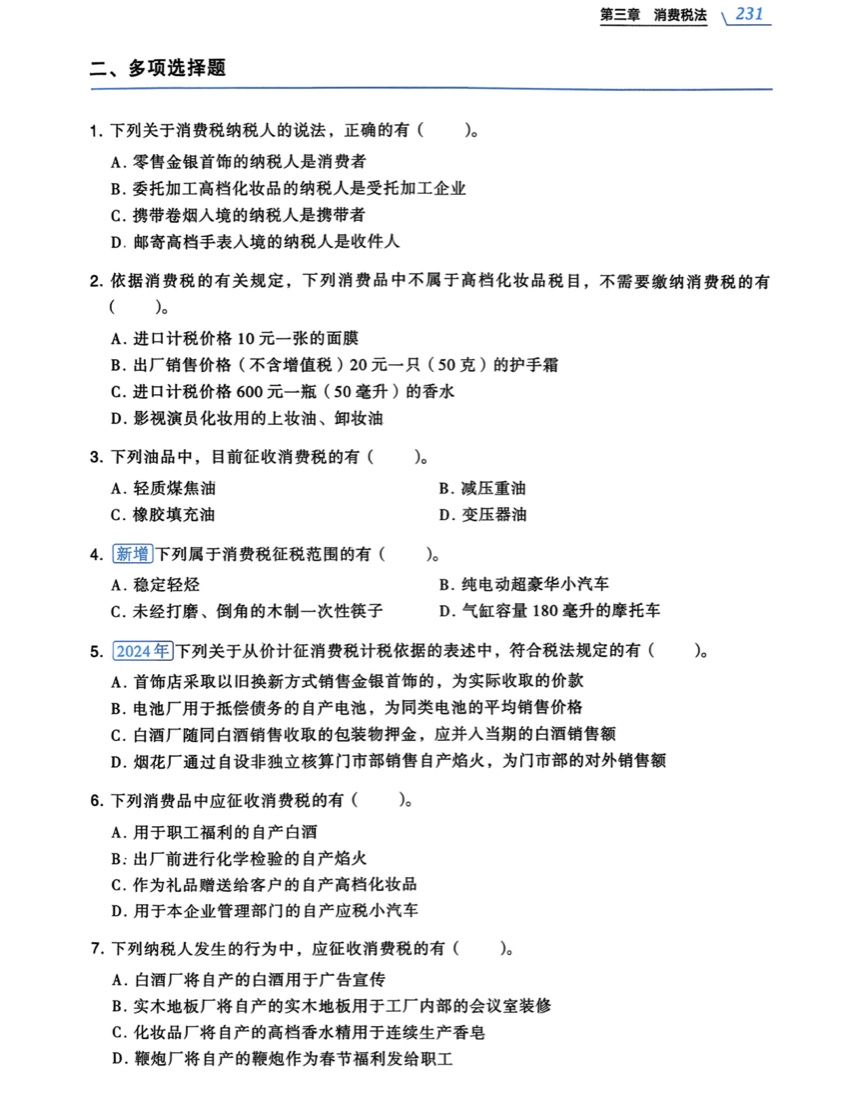 第三章 消费税法 231
二、多项选择题
1. 下列关于消费税纳税人的说法，正确的有（　　）。
A. 零售金银首饰的纳税人是消费者
B. 委托加工高档化妆品的纳税人是受托加工企业
C. 携带卷烟入境的纳税人是携带者
D. 邮寄高档手表入境的纳税人是收件人
2. 依据消费税的有关规定，下列消费品中不属于高档化妆品税目，不需要缴纳消费税的有
（　　）。
A. 进口计税价格 10 元一张的面膜
B. 出厂销售价格（不含增值税）20 元一只（50 克）的护手霜
C. 进口计税价格 600 元一瓶（50 毫升）的香水
D. 影视演员化妆用的上妆油、卸妆油
3. 下列油品中，目前征收消费税的有（　　）。
A. 轻质煤焦油 B. 减压重油
C. 橡胶填充油 D. 变压器油
4. 新增 下列属于消费税征税范围的有（　　）。
A. 稳定轻烃 B. 纯电动超豪华小汽车
C. 未经打磨、倒角的木制一次性筷子 D. 气缸容量 180 毫升的摩托车
5. 2024 年 下列关于从价计征消费税计税依据的表述中，符合税法规定的有（　　）。
A. 首饰店采取以旧换新方式销售金银首饰的，为实际收取的价款
B. 电池厂用于抵偿债务的自产电池，为同类电池的平均销售价格
C. 白酒厂随同白酒销售收取的包装物押金，应并入当期的白酒销售额
D. 烟花厂通过自设非独立核算门市部销售自产焰火，为门市部的对外销售额
6. 下列消费品中应征收消费税的有（　　）。
A. 用于职工福利的自产白酒
B: 出厂前进行化学检验的自产焰火
C. 作为礼品赠送给客户的自产高档化妆品
D. 用于本企业管理部门的自产应税小汽车
7. 下列纳税人发生的行为中，应征收消费税的有（　　）。
A. 白酒厂将自产的白酒用于广告宣传
B. 实木地板厂将自产的实木地板用于工厂内部的会议室装修
C. 化妆品厂将自产的高档香水精用于连续生产香皂
D. 鞭炮厂将自产的鞭炮作为春节福利发给职工